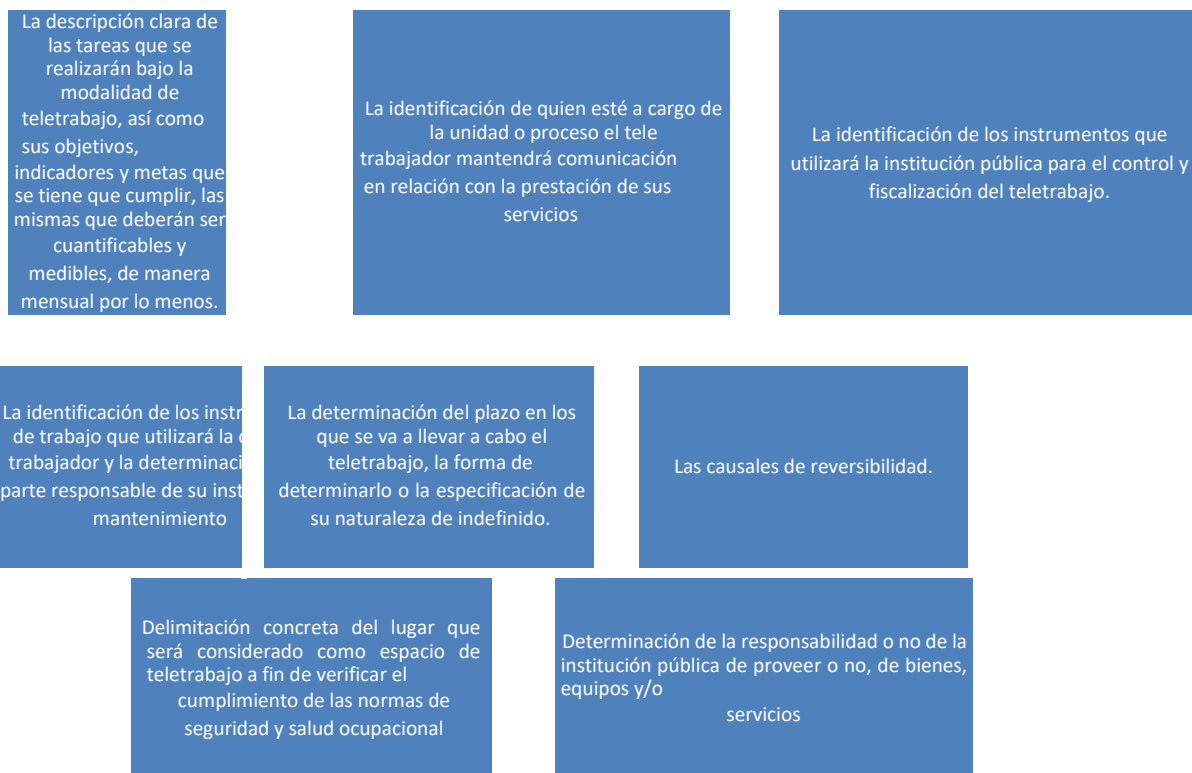 La descripción clara de
las tareas que se
realizarán bajo la
modalidad de
teletrabajo, así como
sus objetivos,
indicadores y metas que
se tiene que cumplir, las
mismas que deberán ser
cuantificables y
medibles, de manera
mensual por lo menos.
La identificación de quien esté a cargo de
la unidad o proceso el tele
trabajador mantendrá comunicación
en relación con la prestación de sus
servicios
La identificación de los instrumentos que
utilizará la institución pública para el control y
fiscalización del teletrabajo.
La identificación de los
de trabajo que utilizará la
trabajador y la
parte responsable de su
mantenimiento
La determinación del plazo en los
que se va a llevar a cabo el
teletrabajo, la forma de
determinarlo o la especificación de
su naturaleza de indefinido.
Las causales de reversibilidad.
Delimitación concreta del lugar que
será considerado como espacio de
teletrabajo a fin de verificar el
cumplimiento de las normas de
seguridad y salud ocupacional
Determinación de la responsabilidad o no de la
institución pública de proveer o no, de bienes,
equipos y/o
servicios